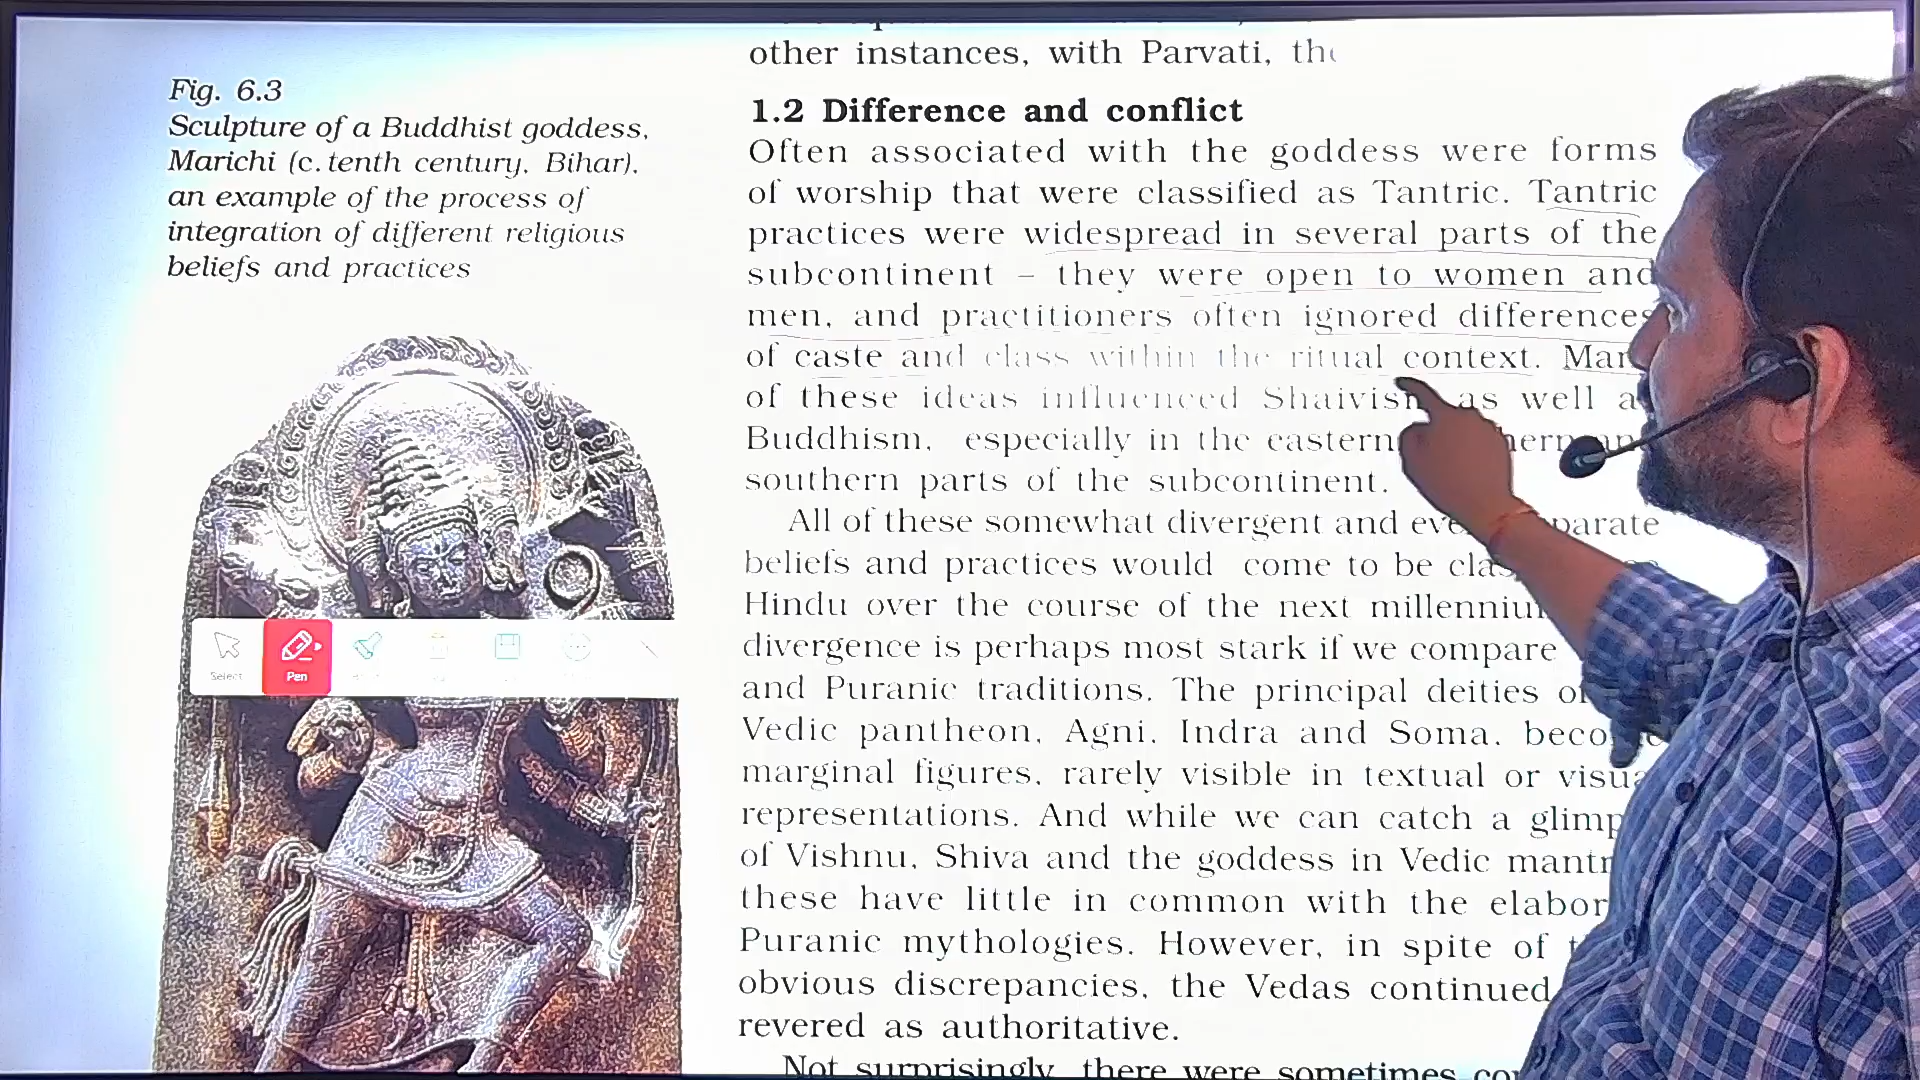 other instances, with Parvati,
Fig. 6.3
Sculpture of a Buddhist goddess,
Marichi (c. tenth century, Bihar),
an example of the process of
integration of different religious
beliefs and practices
1.2 Difference and conflict
Often associated with the goddess were forms
of worship that were classified as Tantric. Tantric
practices were widespread in several parts of the
subcontinent – they were open to women and
men, and practitioners often ignored differences
of caste and class within the ritual context.
of these ideas influenced Shaivism as well
Buddhism, especially in the eastern,
southern parts of the subcontinent.
All of these somewhat divergent and
beliefs and practices would come to be
Hindu over the course of the next
divergence is perhaps most stark if we compare
and Puranic traditions. The principal deities
Vedic pantheon, Agni, Indra and Soma,
marginal figures, rarely visible in textual or
representations. And while we can catch a
of Vishnu, Shiva and the goddess in Vedic
these have little in common with the
Puranic mythologies. However, in spite of
obvious discrepancies, the Vedas continued
revered as authoritative.
Not surprisingly, there were sometimes
Select
Pen